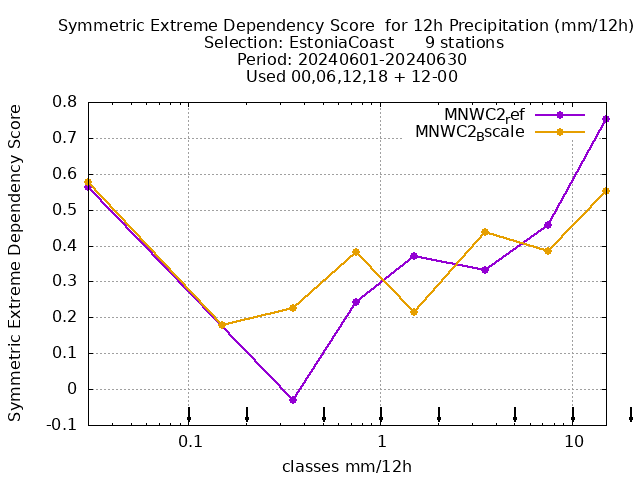 Symmetric Extreme Dependency Score  for 12h Precipitation (mm/12h)
Selection: EstoniaCoast      9 stations
Period: 20240601-20240630
Used 00,06,12,18 + 12-00
Symmetric Extreme Dependency Score
0.8
0.7
0.6
0.5
0.4
0.3
0.2
0.1
0
-0.1
MNWC2ref
MNWC2Bscale
0.1
1
10
classes mm/12h